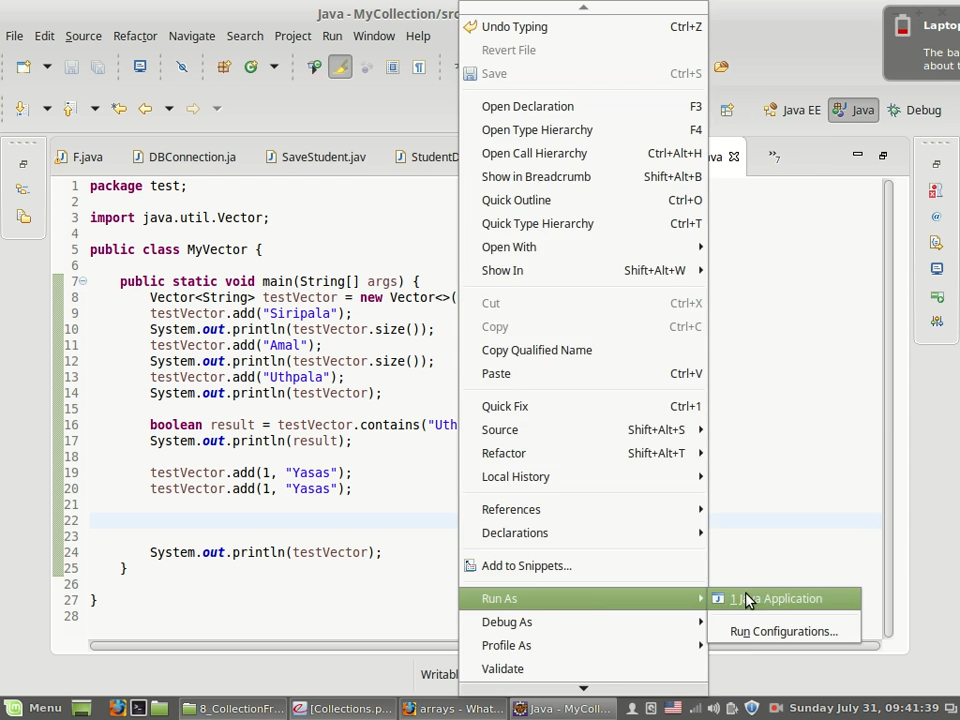 Java - MyCollection/src
Laptop
The ba
about t
File Edit Source Refactor Navigate Search Project Run Window Help
Java EE Java Debug
F.java DBConnection.ja SaveStudent.jav StudentD ava »7
1 package test;
2
3 import java.util.Vector;
4
5 public class MyVector {
6
7 public static void main(String[] args) {
8 Vector<String> testVector = new Vector<>(
9 testVector.add("Siripala");
10 System.out.println(testVector.size());
11 testVector.add("Amal");
12 System.out.println(testVector.size());
13 testVector.add("Uthpala");
14 System.out.println(testVector);
15
16 boolean result = testVector.contains("Uth
17 System.out.println(result);
18
19 testVector.add(1, "Yasas");
20 testVector.add(1, "Yasas");
21
22
23
24 System.out.println(testVector);
25 }
26
27 }
28
Undo Typing Ctrl+Z
Revert File
Save Ctrl+S
Open Declaration F3
Open Type Hierarchy F4
Open Call Hierarchy Ctrl+Alt+H
Show in Breadcrumb Shift+Alt+B
Quick Outline Ctrl+O
Quick Type Hierarchy Ctrl+T
Open With
Show In Shift+Alt+W
Cut Ctrl+X
Copy Ctrl+C
Copy Qualified Name
Paste Ctrl+V
Quick Fix Ctrl+1
Source Shift+Alt+S
Refactor Shift+Alt+T
Local History
References
Declarations
Add to Snippets...
Run As
Debug As
Profile As
Validate
1 Java Application
Run Configurations...
Writabl
Menu 8_CollectionFr... [Collections.p... arrays - What... Java - MyColl... Sunday July 31, 09:41:39